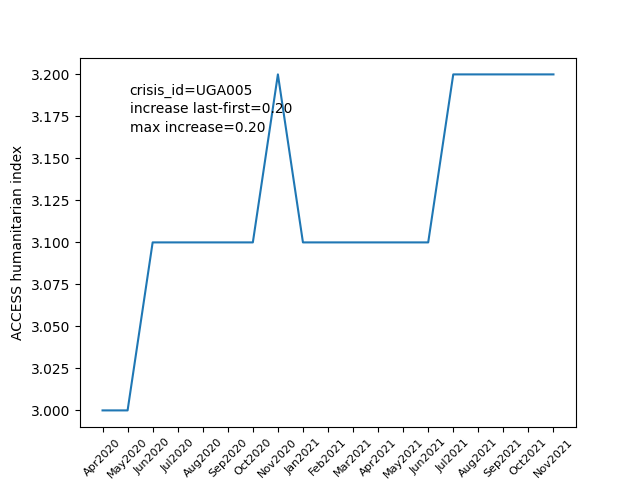 3.200
3.175
3.150
3.125
3.100
3.075
3.050
3.025
3.000
ACCESS humanitarian index
crisis_id=UGA005
increase last-first=0.20
max increase=0.20
Apr2020
May2020
Jun2020
Jul2020
Aug2020
Sep2020
Oct2020
Nov2020
Jan2021
Feb2021
Mar2021
Apr2021
May2021
Jun2021
Jul2021
Aug2021
Sep2021
Oct2021
Nov2021